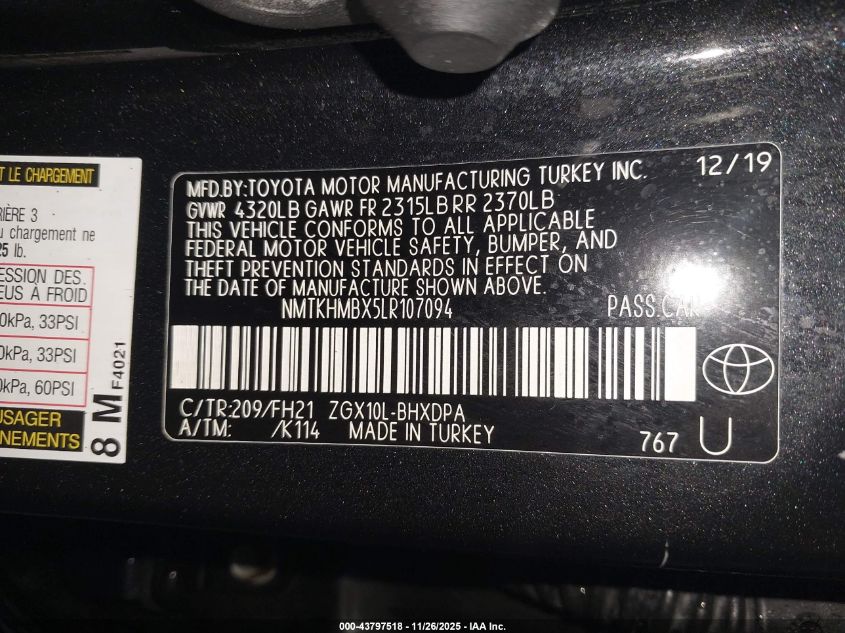 T LE CHARGEMENT
RIÈRE 3
u chargement ne
25 lb.
ESSION DES
EUS À FROID
0kPa, 33PSI
0kPa, 33PSI
0kPa, 60PSI
USAGER
NEMENTS
8 M F4021
MFD.BY:TOYOTA MOTOR MANUFACTURING TURKEY INC. 12/19
GVWR 4320LB GAWR FR 2315LB RR 2370LB
THIS VEHICLE CONFORMS TO ALL APPLICABLE
FEDERAL MOTOR VEHICLE SAFETY, BUMPER, AND
THEFT PREVENTION STANDARDS IN EFFECT ON
THE DATE OF MANUFACTURE SHOWN ABOVE.
NMTKHMBX5LR107094 PASS.CAR
C/TR:209/FH21 ZGX10L-BHXDPA
A/TM: /K114 MADE IN TURKEY
767 U
000-43797518 - 11/26/2025 - IAA Inc.